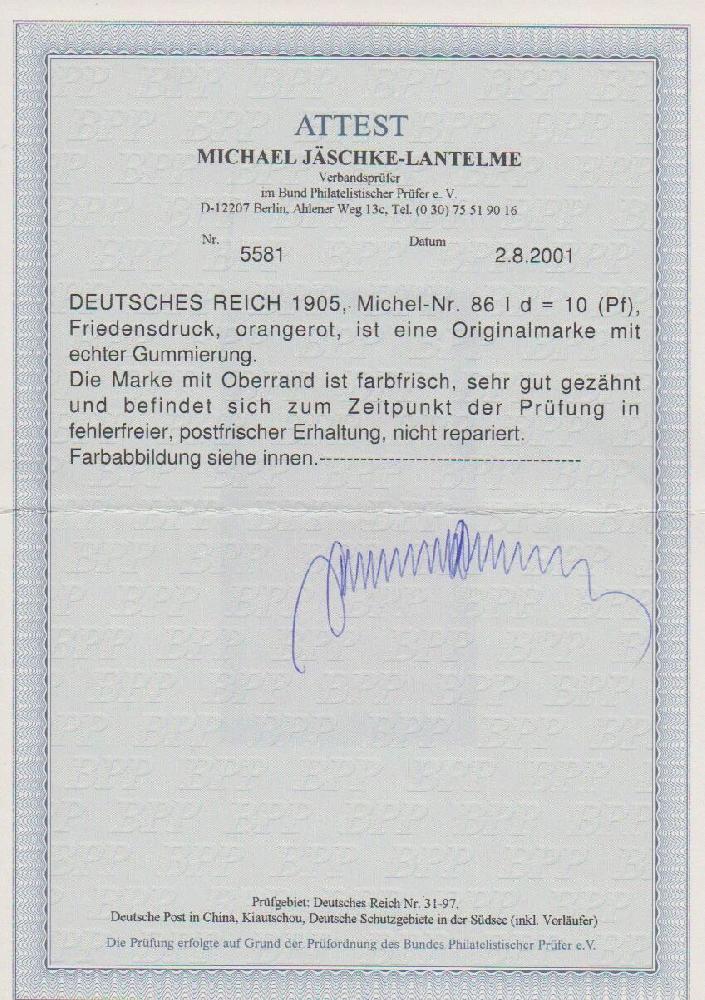 ATTEST
MICHAEL JÄSCHKE-LANTELME
Verbandsprüfer
im Bund Philatelistischer Prüfer e. V.
D-12207 Berlin, Ahlener Weg 13c, Tel. (0 30) 75 51 90 16
Nr. 5581 Datum 2.8.2001
DEUTSCHES REICH 1905, Michel-Nr. 86 I d = 10 (Pf),
Friedensdruck, orangerot, ist eine Originalmarke mit
echter Gummierung.
Die Marke mit Oberrand ist farbfrisch, sehr gut gezähnt
und befindet sich zum Zeitpunkt der Prüfung in
fehlerfreier, postfrischer Erhaltung, nicht repariert.
Farbabbildung siehe innen.------------------------------------
Prüfgebiet: Deutsches Reich Nr. 31-97,
Deutsche Post in China, Kiautschou, Deutsche Schutzgebiete in der Südsee (inkl. Vorläufer)
Die Prüfung erfolgte auf Grund der Prüfordnung des Bundes Philatelistischer Prüfer e.V.